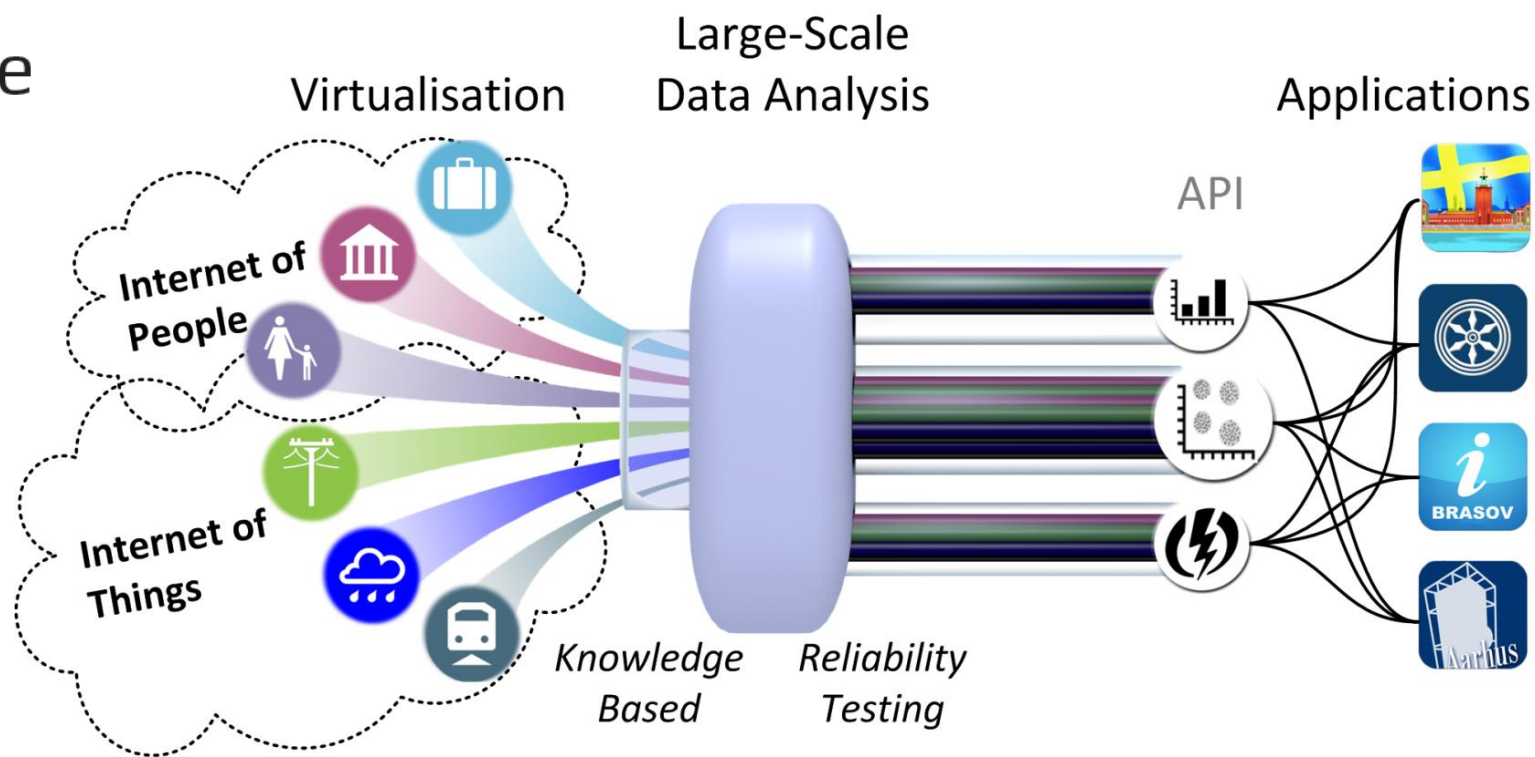 e
Virtualisation
Large-Scale
Data Analysis
Applications
API
Internet of
People
Internet of
Things
BRASOV
Aarhus
Knowledge
Based
Reliability
Testing